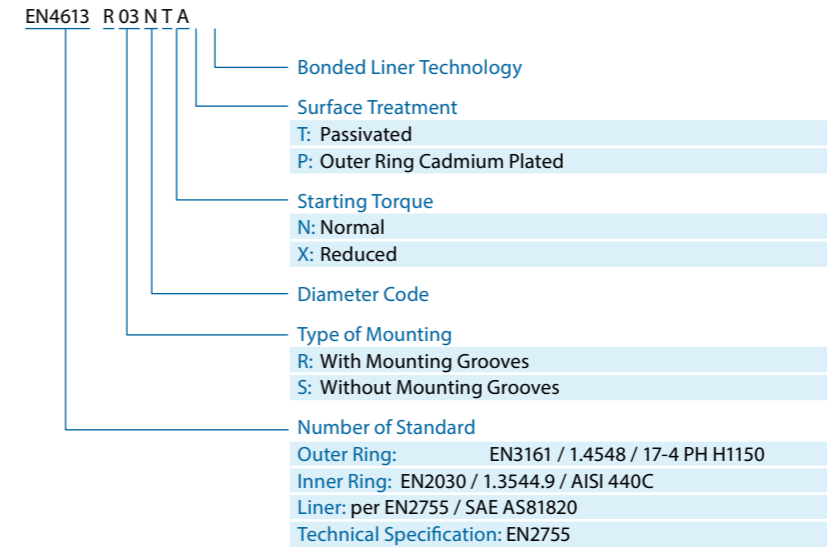 EN4613 R 03 N T A
Bonded Liner Technology
Surface Treatment
T: Passivated
P: Outer Ring Cadmium Plated
Starting Torque
N: Normal
X: Reduced
Diameter Code
Type of Mounting
R: With Mounting Grooves
S: Without Mounting Grooves
Number of Standard
Outer Ring: EN3161 / 1.4548 / 17-4 PH H1150
Inner Ring: EN2030 / 1.3544.9 / AISI 440C
Liner: per EN2755 / SAE AS81820
Technical Specification: EN2755